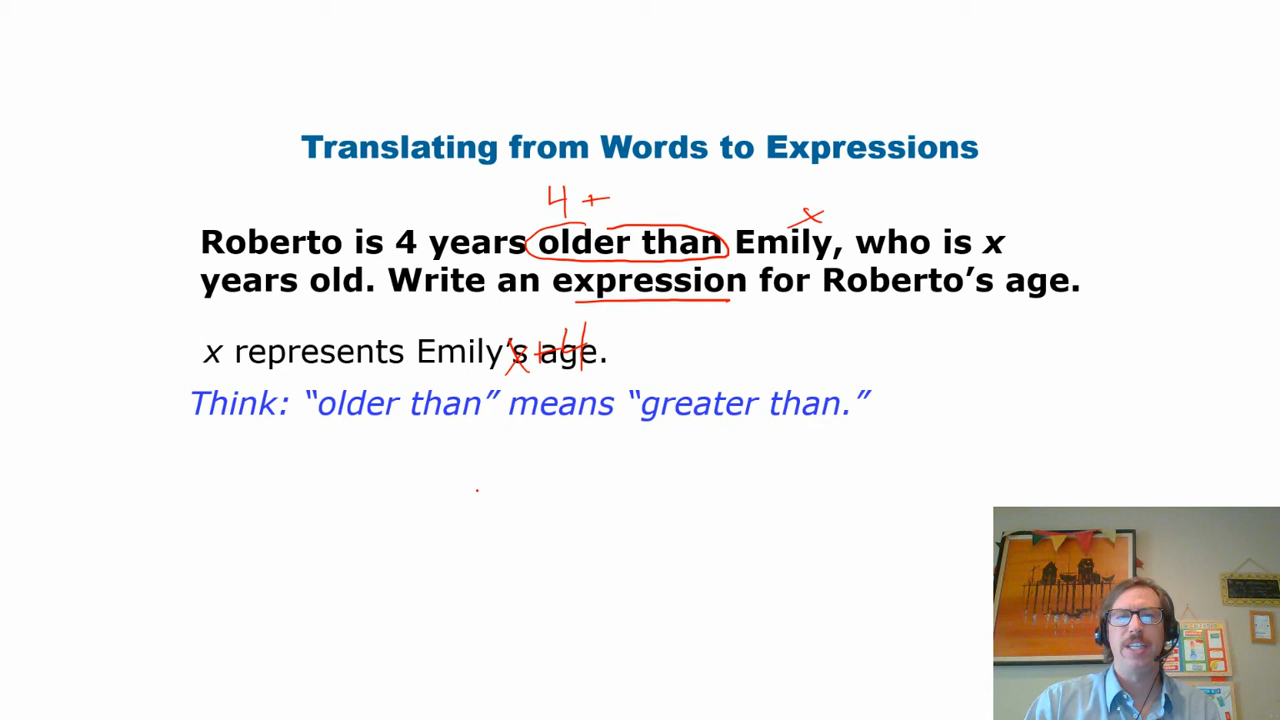 Translating from Words to Expressions
4 +
x
Roberto is 4 years older than Emily, who is x
years old. Write an expression for Roberto’s age.
x represents Emily’s age.
x + 4
Think: “older than” means “greater than.”